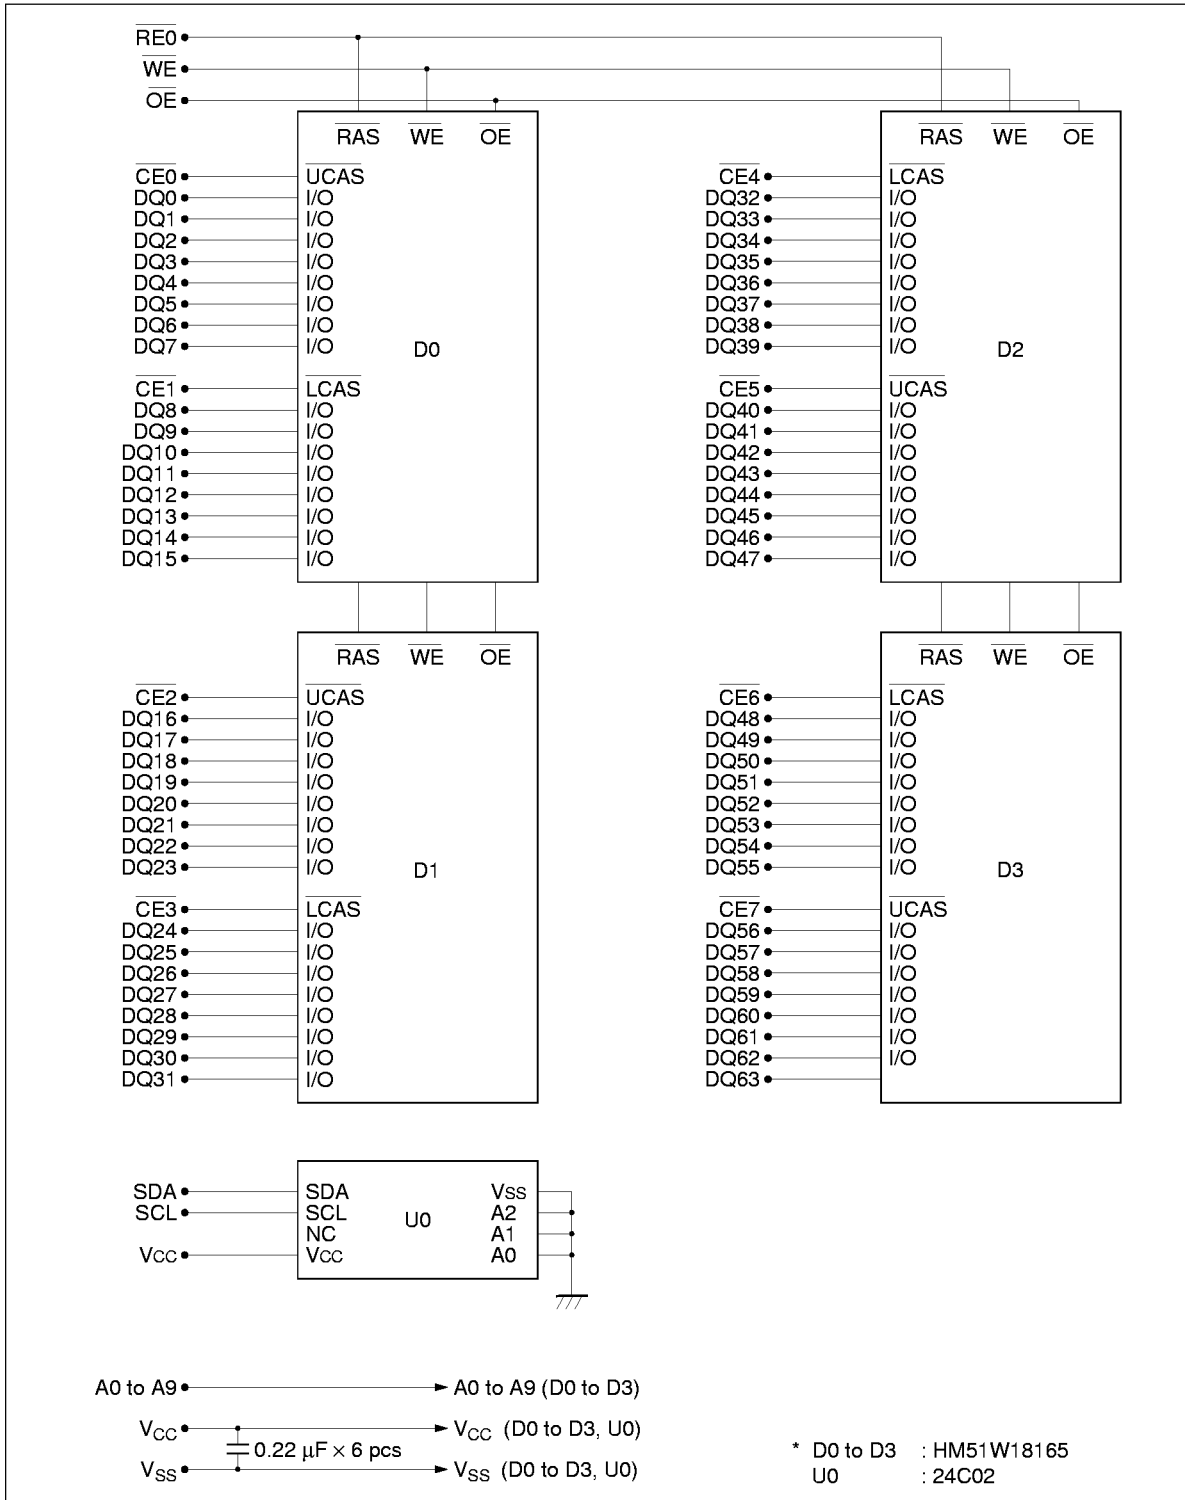 RE0
WE
OE
RAS WE OE
CE0 UCAS
DQ0 I/O
DQ1 I/O
DQ2 I/O
DQ3 I/O
DQ4 I/O
DQ5 I/O
DQ6 I/O
DQ7 I/O
D0
CE1 LCAS
DQ8 I/O
DQ9 I/O
DQ10 I/O
DQ11 I/O
DQ12 I/O
DQ13 I/O
DQ14 I/O
DQ15 I/O
RAS WE OE
CE4 LCAS
DQ32 I/O
DQ33 I/O
DQ34 I/O
DQ35 I/O
DQ36 I/O
DQ37 I/O
DQ38 I/O
DQ39 I/O
D2
CE5 UCAS
DQ40 I/O
DQ41 I/O
DQ42 I/O
DQ43 I/O
DQ44 I/O
DQ45 I/O
DQ46 I/O
DQ47 I/O
RAS WE OE
CE2 UCAS
DQ16 I/O
DQ17 I/O
DQ18 I/O
DQ19 I/O
DQ20 I/O
DQ21 I/O
DQ22 I/O
DQ23 I/O
D1
CE3 LCAS
DQ24 I/O
DQ25 I/O
DQ26 I/O
DQ27 I/O
DQ28 I/O
DQ29 I/O
DQ30 I/O
DQ31 I/O
RAS WE OE
CE6 LCAS
DQ48 I/O
DQ49 I/O
DQ50 I/O
DQ51 I/O
DQ52 I/O
DQ53 I/O
DQ54 I/O
DQ55 I/O
D3
CE7 UCAS
DQ56 I/O
DQ57 I/O
DQ58 I/O
DQ59 I/O
DQ60 I/O
DQ61 I/O
DQ62 I/O
DQ63
SDA SDA VSS
SCL SCL U0 A2
NC A1
VCC VCC A0
A0 to A9 A0 to A9 (D0 to D3)
VCC VCC (D0 to D3, U0)
0.22 µF × 6 pcs
VSS VSS (D0 to D3, U0)
* D0 to D3 : HM51W18165
U0 : 24C02